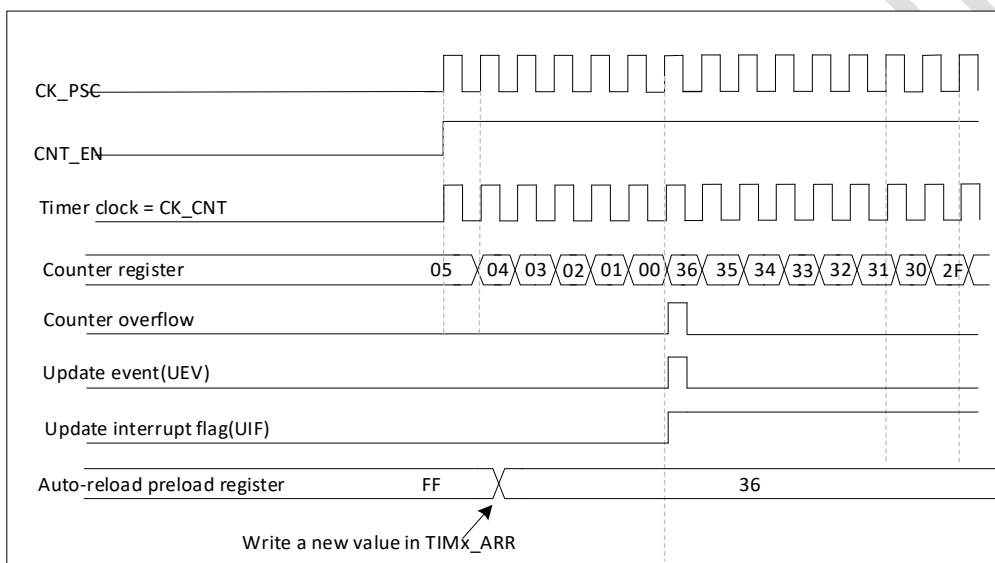 CK_PSC
CNT_EN
Timer clock = CK_CNT
Counter register 05 04 03 02 01 00 36 35 34 33 32 31 30 2F
Counter overflow
Update event(UEV)
Update interrupt flag(UIF)
Auto-reload preload register FF 36
Write a new value in TIMx_ARR